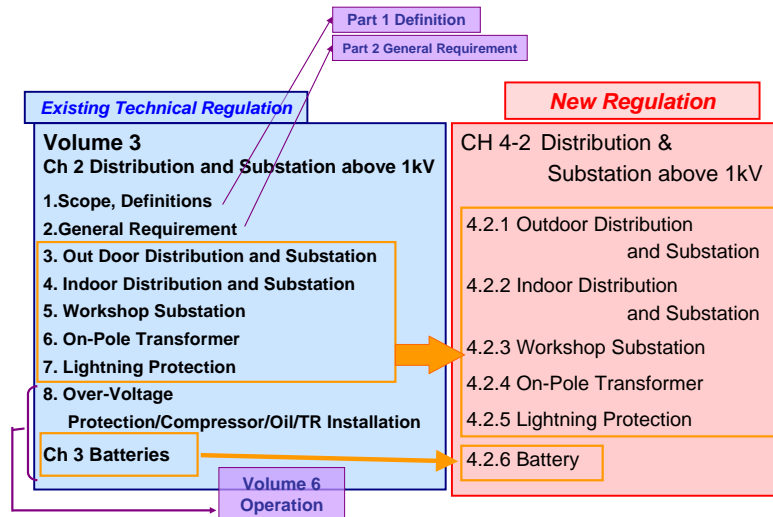 Part 1 Definition
Part 2 General Requirement
Existing Technical Regulation
Volume 3
Ch 2 Distribution and Substation above 1kV
1.Scope, Definitions
2.General Requirement
3. Out Door Distribution and Substation
4. Indoor Distribution and Substation
5. Workshop Substation
6. On-Pole Transformer
7. Lightning Protection
8. Over-Voltage
Protection/Compressor/Oil/TR Installation
Ch 3 Batteries
Volume 6
Operation
New Regulation
CH 4-2 Distribution &
Substation above 1kV
4.2.1 Outdoor Distribution
and Substation
4.2.2 Indoor Distribution
and Substation
4.2.3 Workshop Substation
4.2.4 On-Pole Transformer
4.2.5 Lightning Protection
4.2.6 Battery